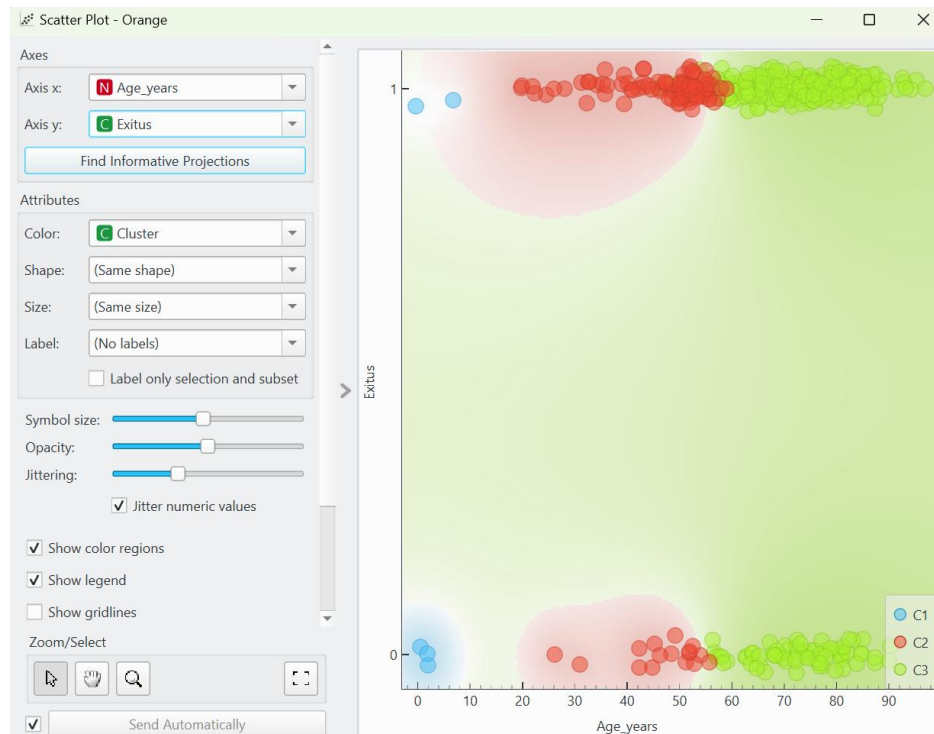 Scatter Plot - Orange
Axes
Axis x: N Age_years
Axis y: C Exitus
Find Informative Projections
Attributes
Color: C Cluster
Shape: (Same shape)
Size: (Same size)
Label: (No labels)
Label only selection and subset
Symbol size:
Opacity:
Jittering:
Jitter numeric values
Show color regions
Show legend
Show gridlines
Zoom/Select
Send Automatically
Exitus
1
0
C1
C2
C3
0 10 20 30 40 50 60 70 80 90
Age_years